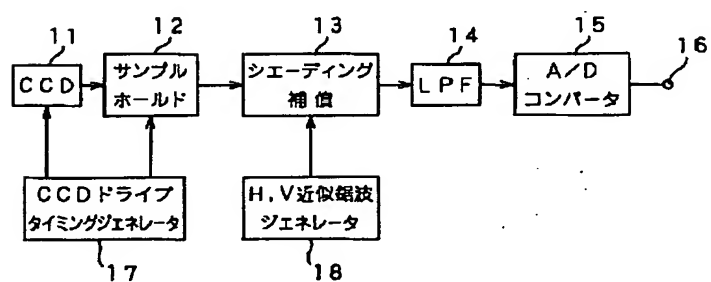 11
12
13
14
15
16
CCD
サンプル
ホールド
シェーディング
補償
LPF
A/D
コンバータ
CCDドライブ
タイミングジェネレータ
H,V近似鋸波
ジェネレータ
17
18